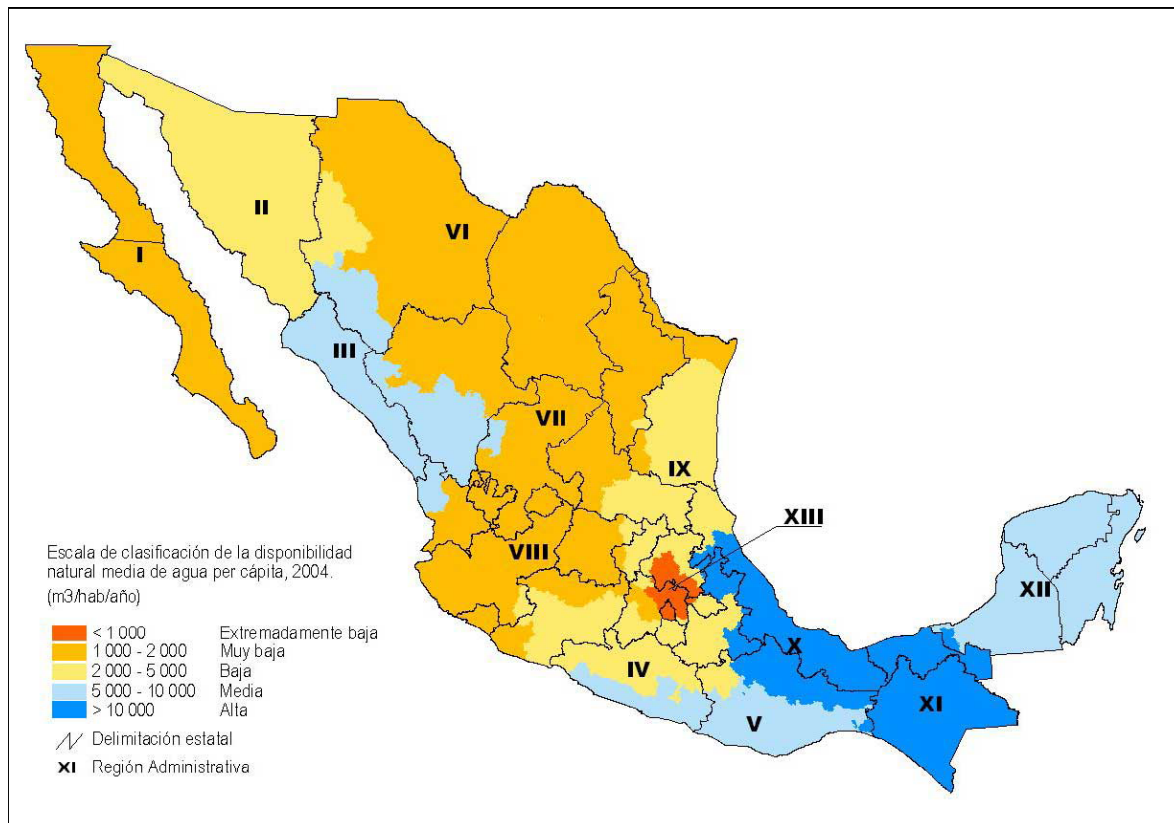 II
VI
I
III
VII
IX
XIII
VIII
XII
IV
X
V
XI
Escala de clasificación de la disponibilidad
natural media de agua per cápita, 2004.
(m3/hab/año)
< 1 000 Extremadamente baja
1 000 - 2 000 Muy baja
2 000 - 5 000 Baja
5 000 - 10 000 Media
> 10 000 Alta
Delimitación estatal
XI Región Administrativa